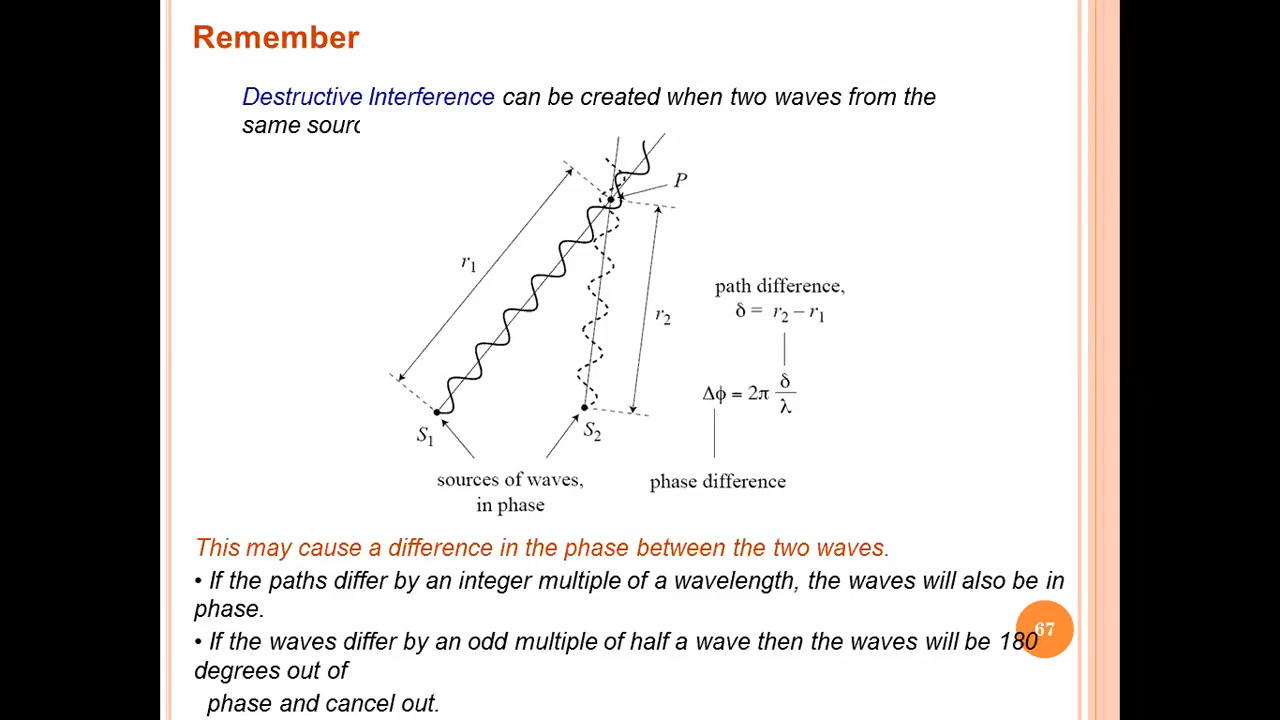 Remember
Destructive Interference can be created when two waves from the
same sourc
P
r1
r2
path difference,
δ = r2 – r1
Δϕ = 2π δ/λ
S1
S2
sources of waves,
in phase
phase difference
This may cause a difference in the phase between the two waves.
• If the paths differ by an integer multiple of a wavelength, the waves will also be in
phase.
67
• If the waves differ by an odd multiple of half a wave then the waves will be 180
degrees out of
phase and cancel out.